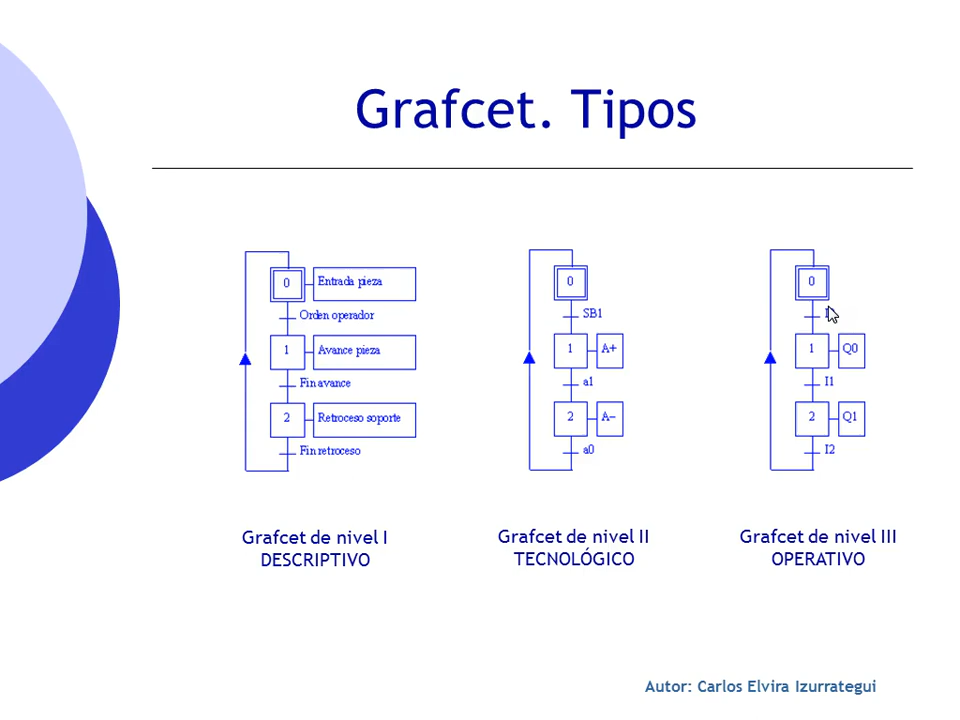 Grafcet. Tipos
0 Entrada pieza
Orden operador
1 Avance pieza
Fin avance
2 Retroceso soporte
Fin retroceso
0
SB1
1 A+
a1
2 A−
a0
0
1 Q0
I1
2 Q1
I2
Grafcet de nivel I
DESCRIPTIVO
Grafcet de nivel II
TECNOLÓGICO
Grafcet de nivel III
OPERATIVO
Autor: Carlos Elvira Izurrategui